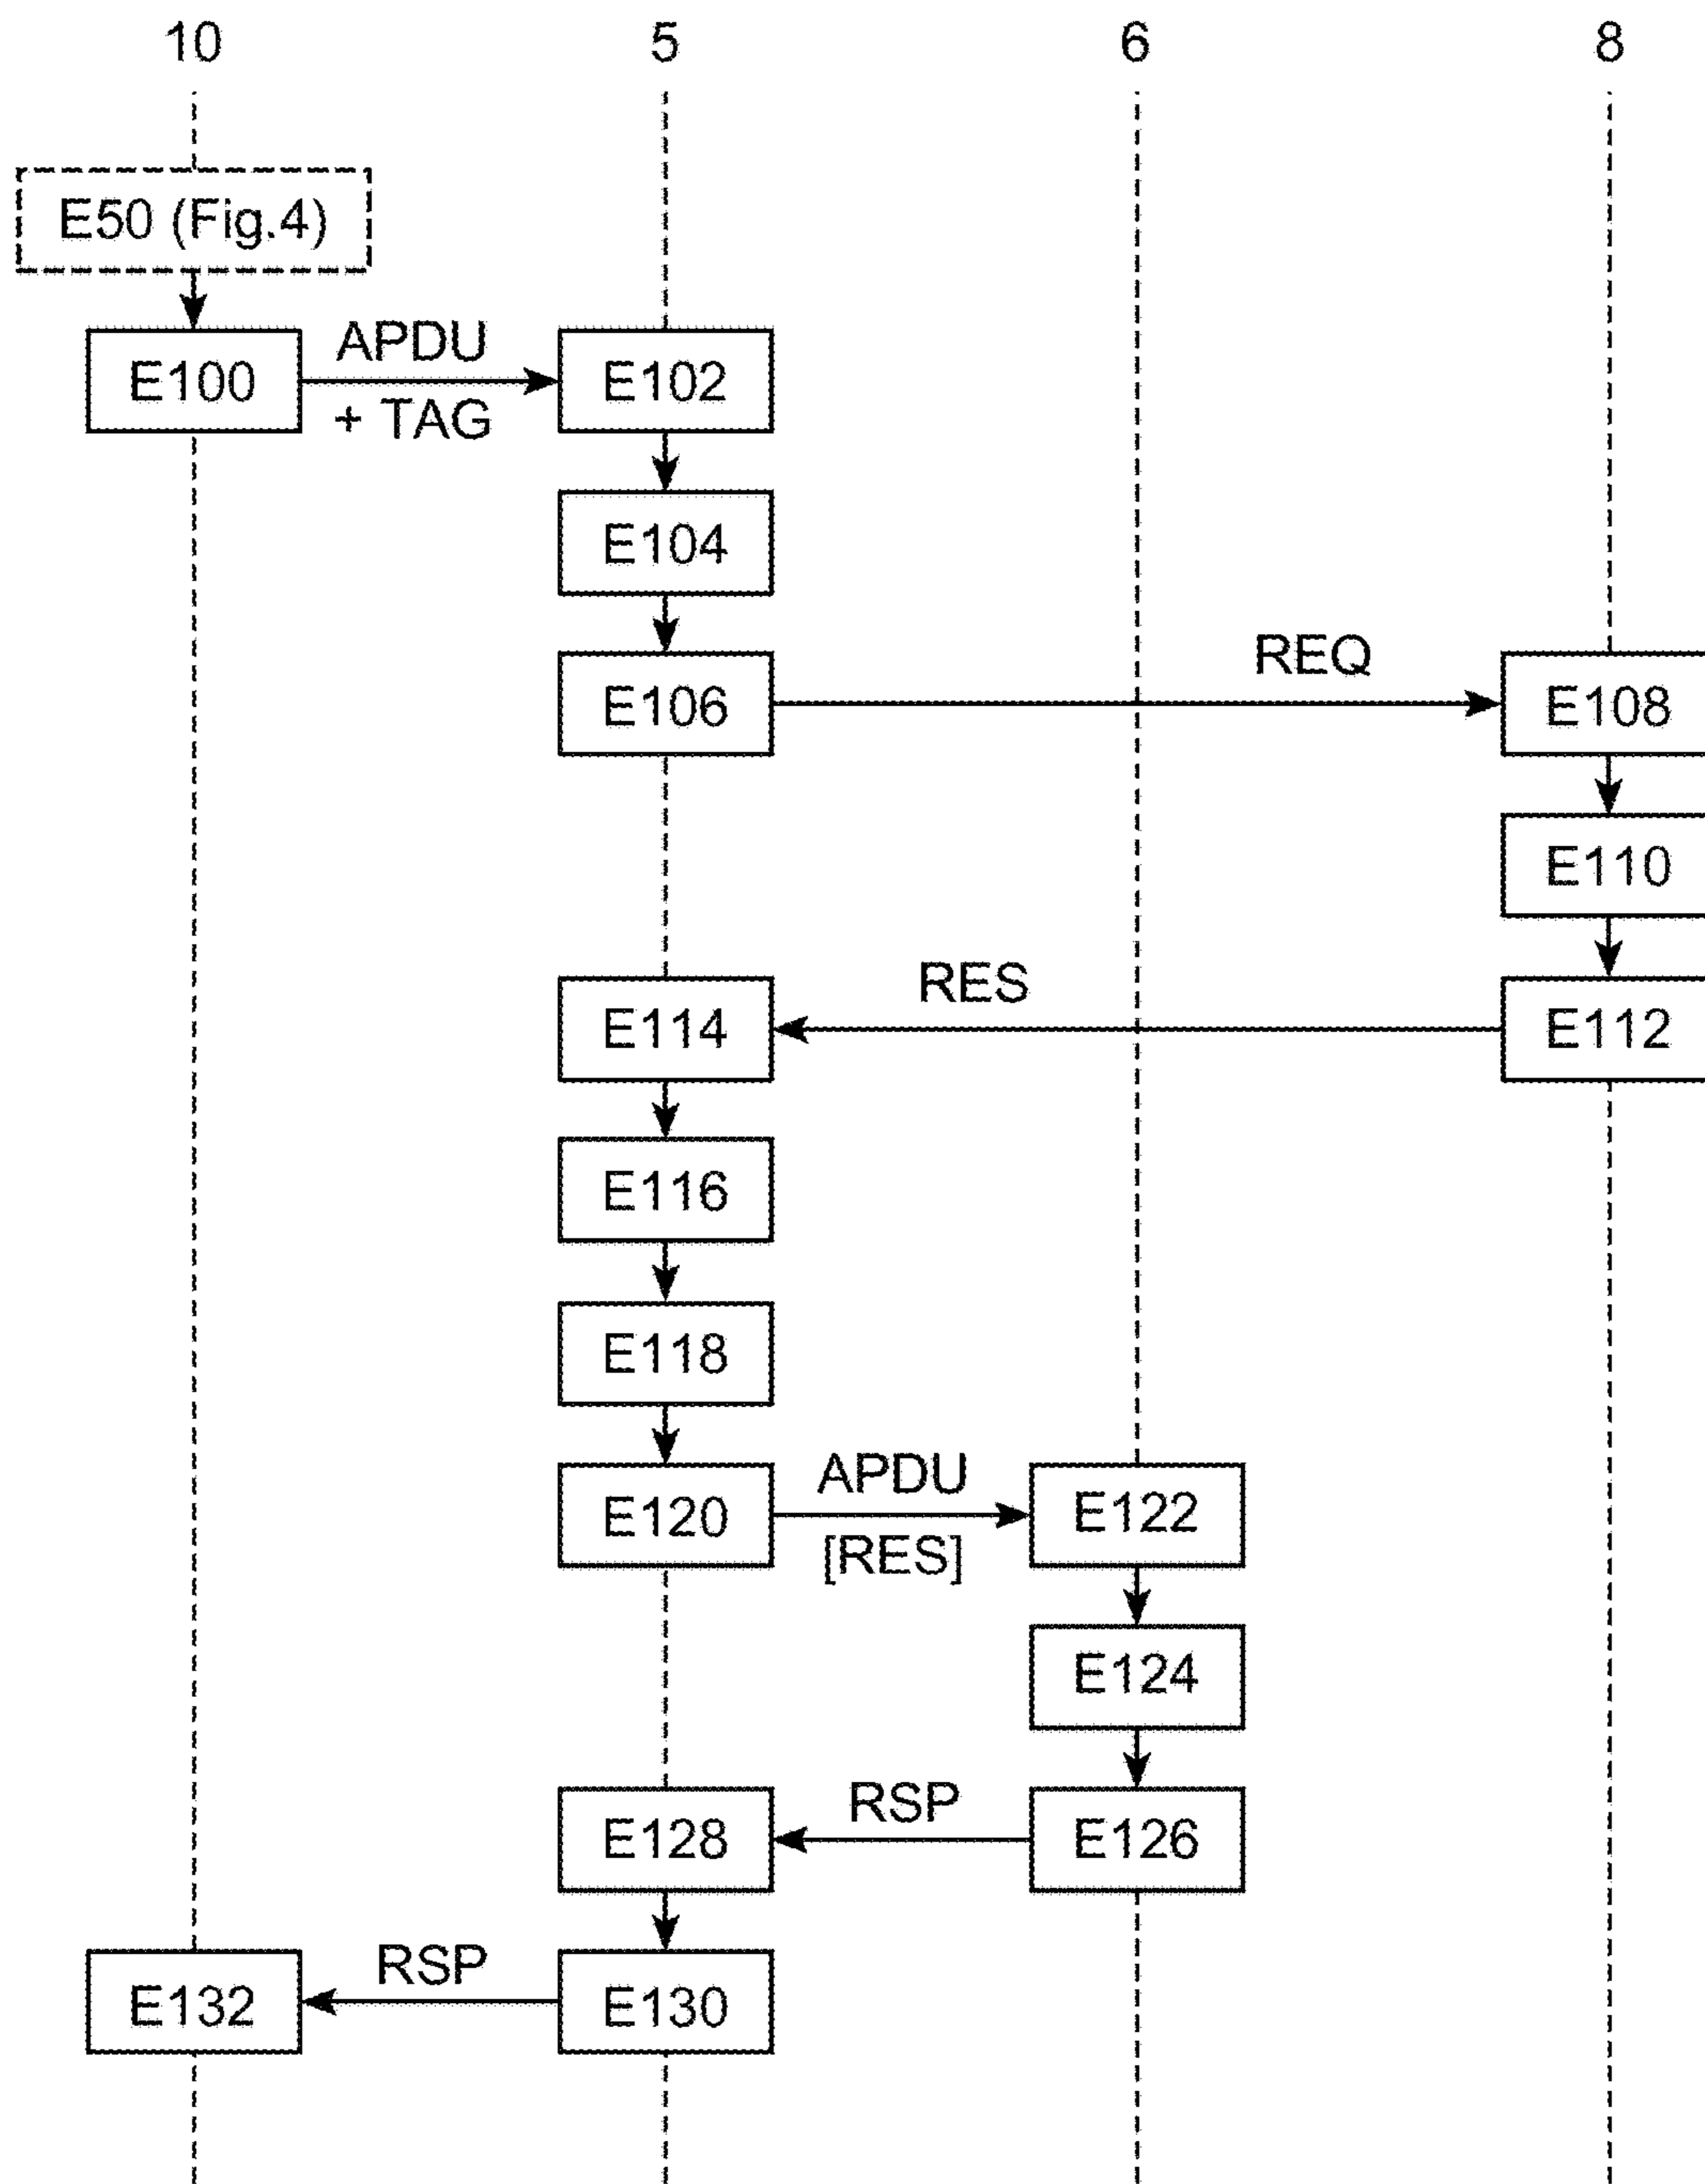 10 5 6 8
E50 (Fig.4)
E100 APDU E102
+ TAG
E104
E106 REQ E108
E110
E114 RES E112
E116
E118
E120 APDU E122
[RES]
E124
E128 RSP E126
E132 RSP E130